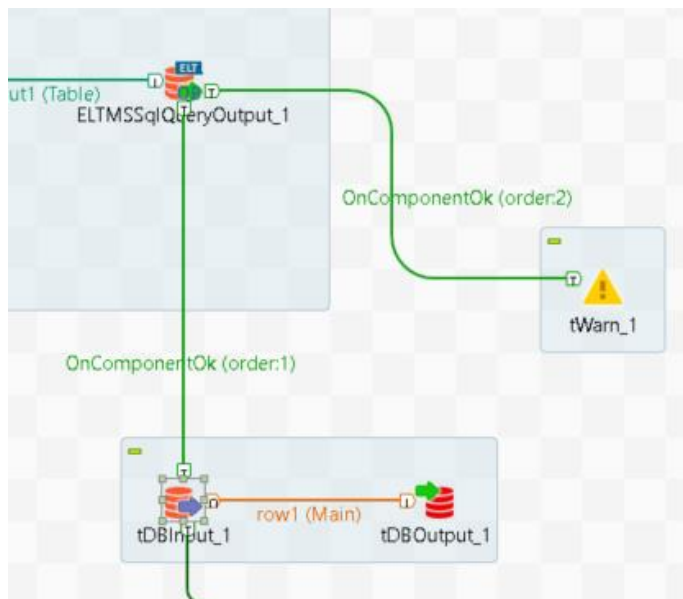 ELT
ut1 (Table)
ELTMSSqlQueryOutput_1
OnComponentOk (order:2)
tWarn_1
OnComponentOk (order:1)
row1 (Main)
tDBInput_1
tDBOutput_1